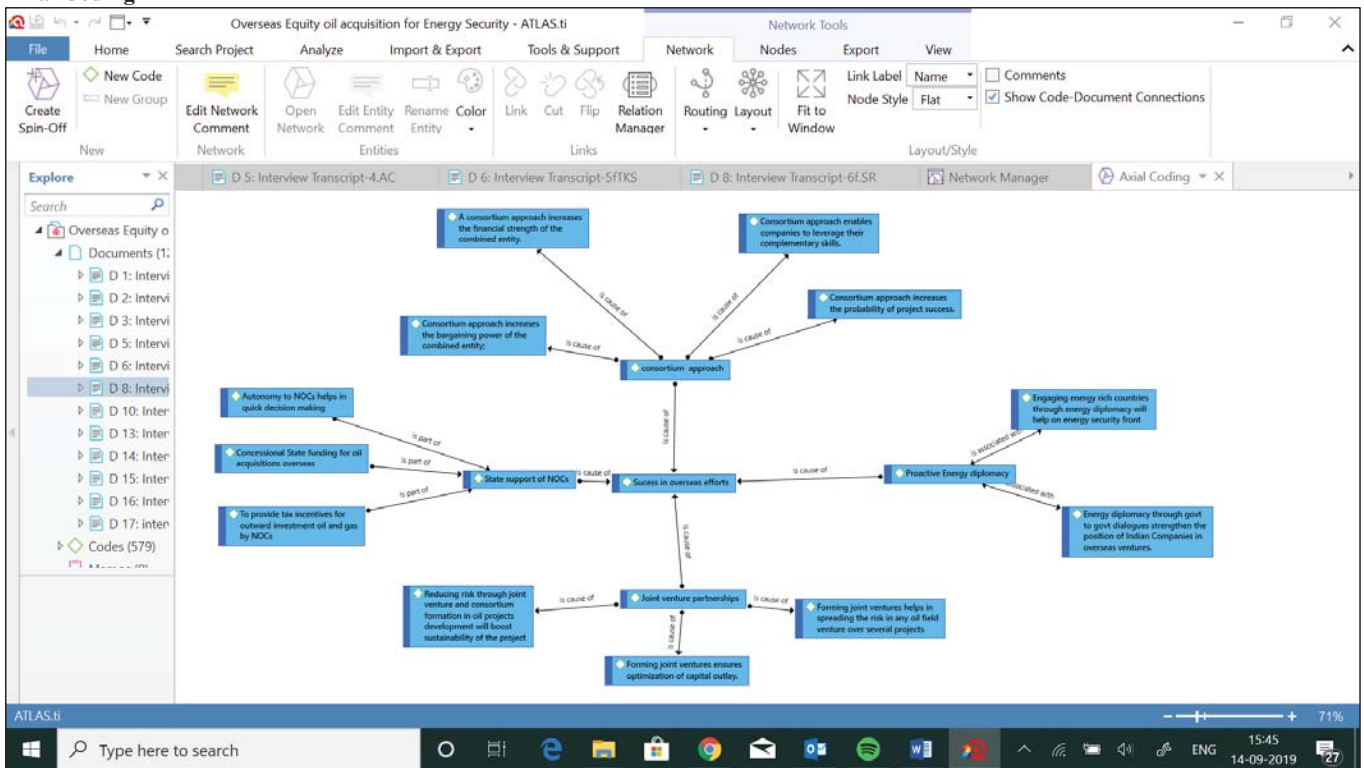 Overseas Equity oil acquisition for Energy Security - ATLAS.ti
Network Tools
File
Home
Search Project
Analyze
Import & Export
Tools & Support
Network
Nodes
Export
View
Create
Spin-Off
New Code
New Group
New
Edit Network
Comment
Network
Open
Network
Edit Entity
Comment
Rename
Entity
Color
Entities
Link
Cut
Flip
Relation
Manager
Links
Routing
Layout
Fit to
Window
Link Label
Name
Node Style
Flat
Comments
Show Code-Document Connections
Layout/Style
Explore
D 5: Interview Transcript-4.AC
D 6: Interview Transcript-5fTKS
D 8: Interview Transcript-6f.SR
Network Manager
Axial Coding
Search
Overseas Equity o
Documents (1
D 1: Intervi
D 2: Intervi
D 3: Intervi
D 5: Intervi
D 6: Intervi
D 8: Intervi
D 10: Inter
D 13: Inter
D 14: Inter
D 15: Inter
D 16: Inter
D 17: inter
Codes (579)
A consortium approach increases
the financial strength of the
combined entity.
Consortium approach enables
companies to leverage their
complementary skills.
is cause of
is cause of
Consortium approach increases
the probability of project success.
Consortium approach increases
the bargaining power of the
combined entity;
is cause of
is cause of
consortium approach
is cause of
Autonomy to NOCs helps in
quick decision making
is part of
Concessional State funding for oil
acquisitions overseas
is part of
To provide tax incentives for
outward investment oil and gas
by NOCs
is part of
State support of NOCs
is cause of
Sucess in overseas efforts
is cause of
Proactive Energy diplomacy
Engaging energy rich countries
through energy diplomacy will
help on energy security front
is associated with
associated with
Energy diplomacy through govt
to govt dialogues strengthen the
position of Indian Companies in
overseas ventures.
is cause of
Reducing risk through joint
venture and consortium
formation in oil projects
development will boost
sustainability of the project
is cause of
Joint venture partnerships
is cause of
Forming joint ventures helps in
spreading the risk in any oil field
venture over several projects
is cause of
Forming joint ventures ensures
optimization of capital outlay.
ATLAS.ti
71%
Type here to search
ENG
15:45
14-09-2019
27